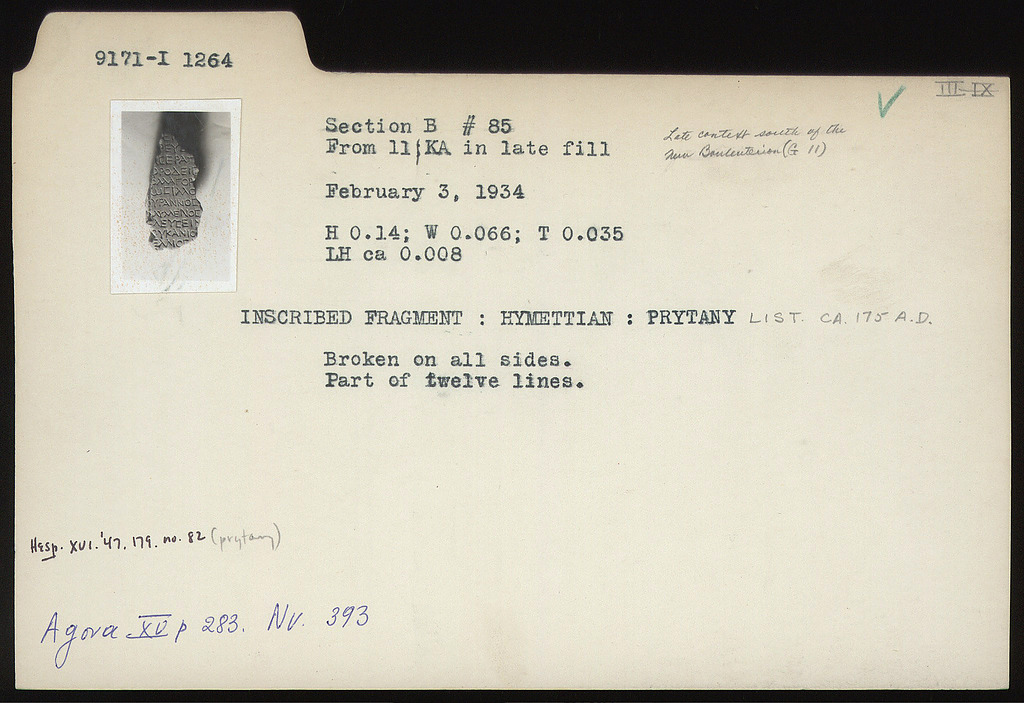 9171-I 1264
III-IX
Section B # 85
From 11/KA in late fill
Late context south of the
New Bouleuterion (G 11)
February 3, 1934
H 0.14; W 0.066; T 0.035
LH ca 0.008
INSCRIBED FRAGMENT : HYMETTIAN : PRYTANY LIST. CA. 175 A.D.
Broken on all sides.
Part of twelve lines.
Hesp. XVI. '47. 179. no. 82 (prytany)
Agora XV p 283. Nr. 393
ΥΡΑΝΝΟΣ